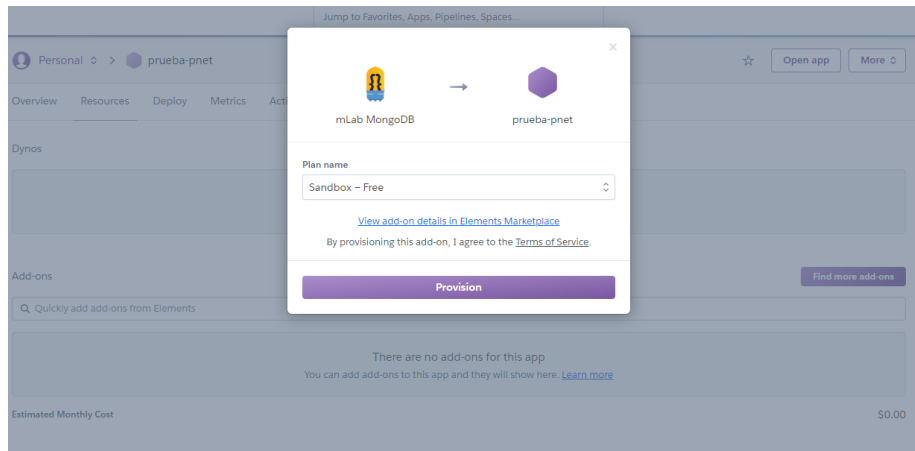 Jump to Favorites, Apps, Pipelines, Spaces...
Personal > prueba-pnet
Open app
More
Overview Resources Deploy Metrics Acti
mLab MongoDB
prueba-pnet
Dynos
Plan name
Sandbox – Free
View add-on details in Elements Marketplace
By provisioning this add-on, I agree to the Terms of Service.
Add-ons
Find more add-ons
Provision
Quickly add add-ons from Elements
There are no add-ons for this app
You can add add-ons to this app and they will show here. Learn more
Estimated Monthly Cost
$0.00